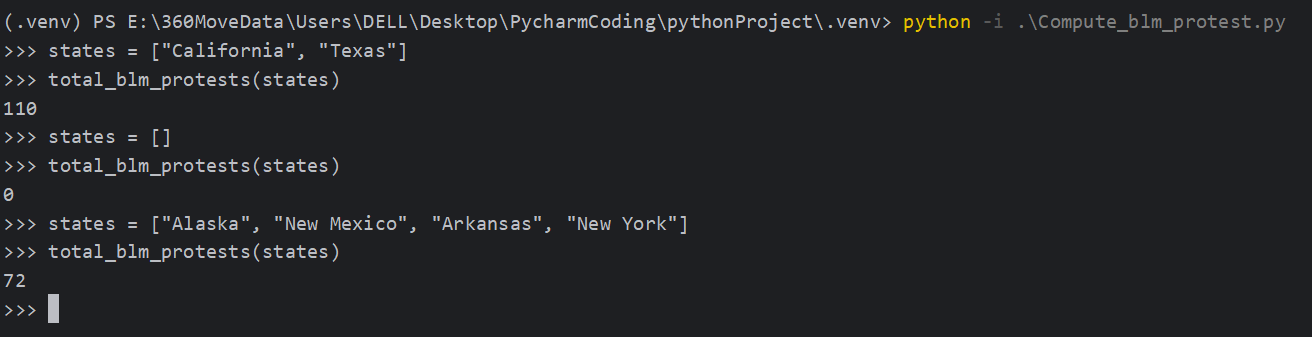 (.venv) PS E:\360MoveData\Users\DELL\Desktop\PycharmCoding\pythonProject\.venv> python -i .\Compute_blm_protest.py
>>> states = ["California", "Texas"]
>>> total_blm_protests(states)
110
>>> states = []
>>> total_blm_protests(states)
0
>>> states = ["Alaska", "New Mexico", "Arkansas", "New York"]
>>> total_blm_protests(states)
72
>>>